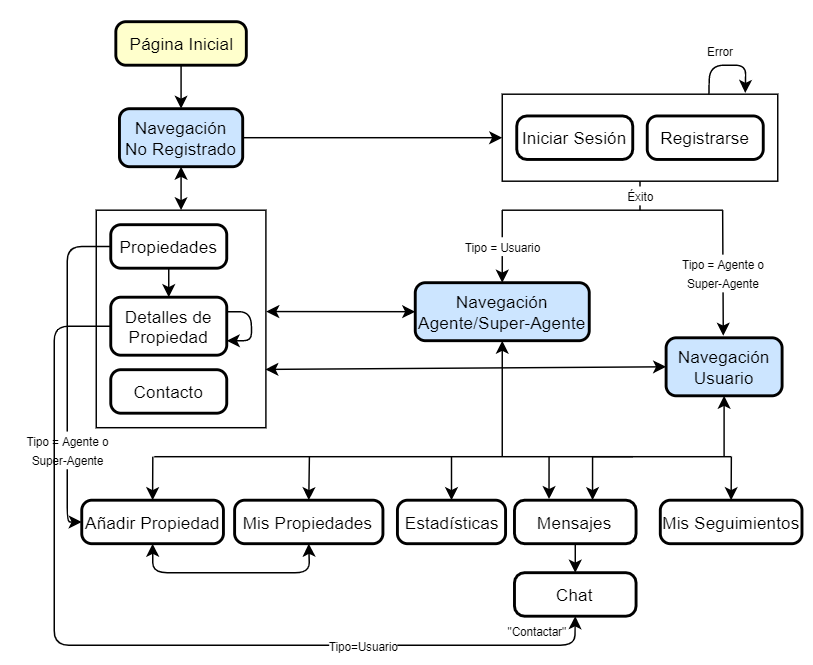 Página Inicial
Error
Navegación
No Registrado
Iniciar Sesión
Registrarse
Éxito
Propiedades
Tipo = Usuario
Tipo = Agente o
Super-Agente
Detalles de
Propiedad
Navegación
Agente/Super-Agente
Navegación
Usuario
Contacto
Tipo = Agente o
Super-Agente
Añadir Propiedad
Mis Propiedades
Estadísticas
Mensajes
Mis Seguimientos
Chat
"Contactar"
Tipo=Usuario